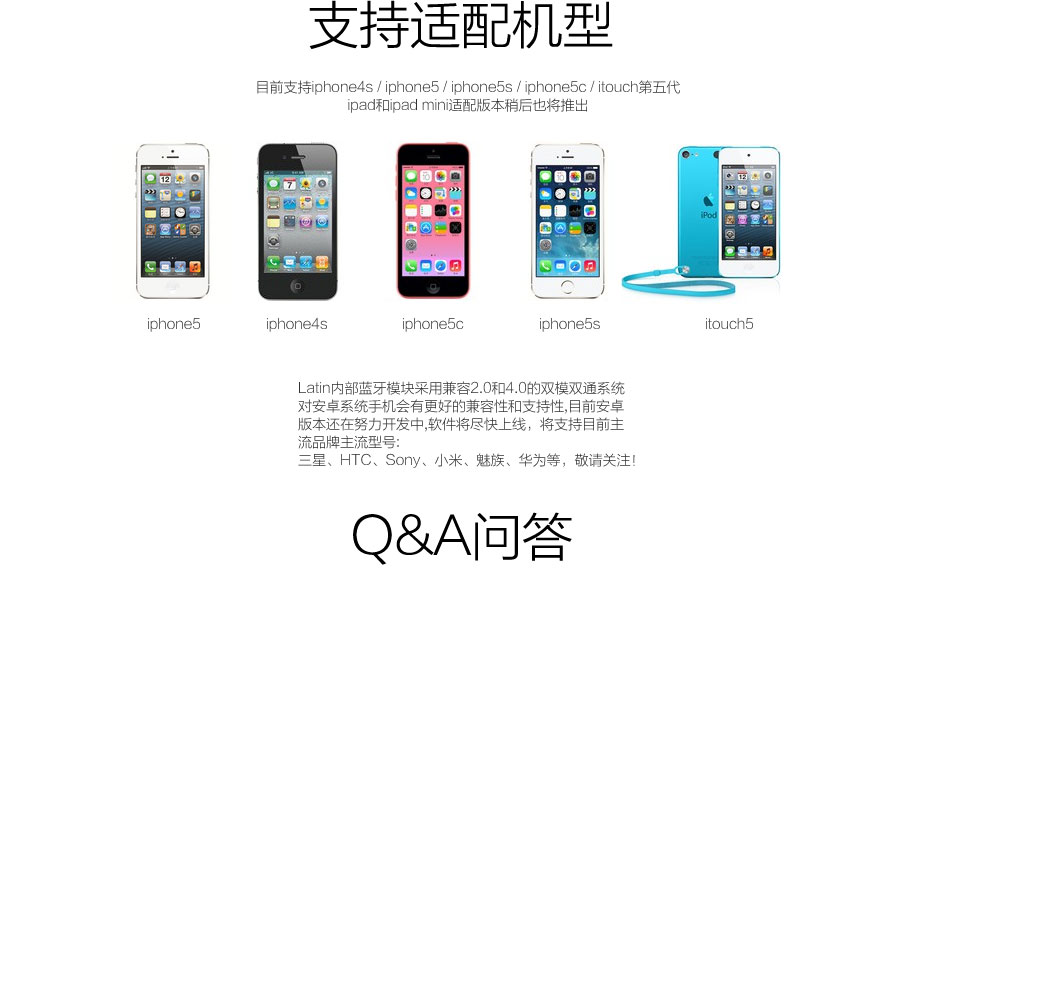 支持适配机型
目前支持iphone4s / iphone5 / iphone5s / iphone5c / itouch第五代
ipad和ipad mini适配版本稍后也将推出
iPod
iphone5
iphone4s
iphone5c
iphone5s
itouch5
Latin内部蓝牙模块采用兼容2.0和4.0的双模双通系统
对安卓系统手机会有更好的兼容性和支持性,目前安卓
版本还在努力开发中,软件将尽快上线，将支持目前主
流品牌主流型号:
三星、HTC、Sony、小米、魅族、华为等，敬请关注！
Q&A问答